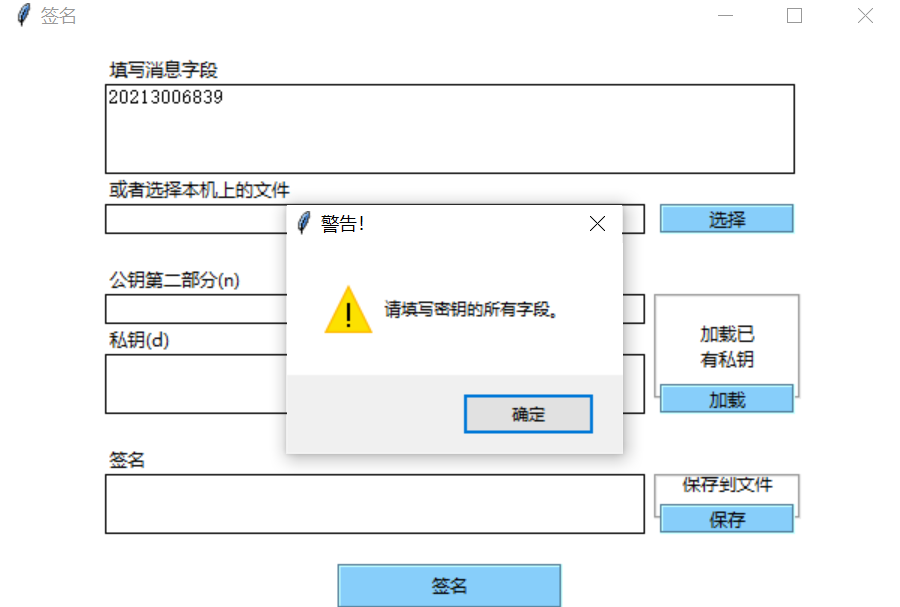 签名
填写消息字段
20213006839
或者选择本机上的文件
选择
警告!
公钥第二部分(n)
请填写密钥的所有字段。
私钥(d)
加载已
有私钥
加载
确定
签名
保存到文件
保存
签名